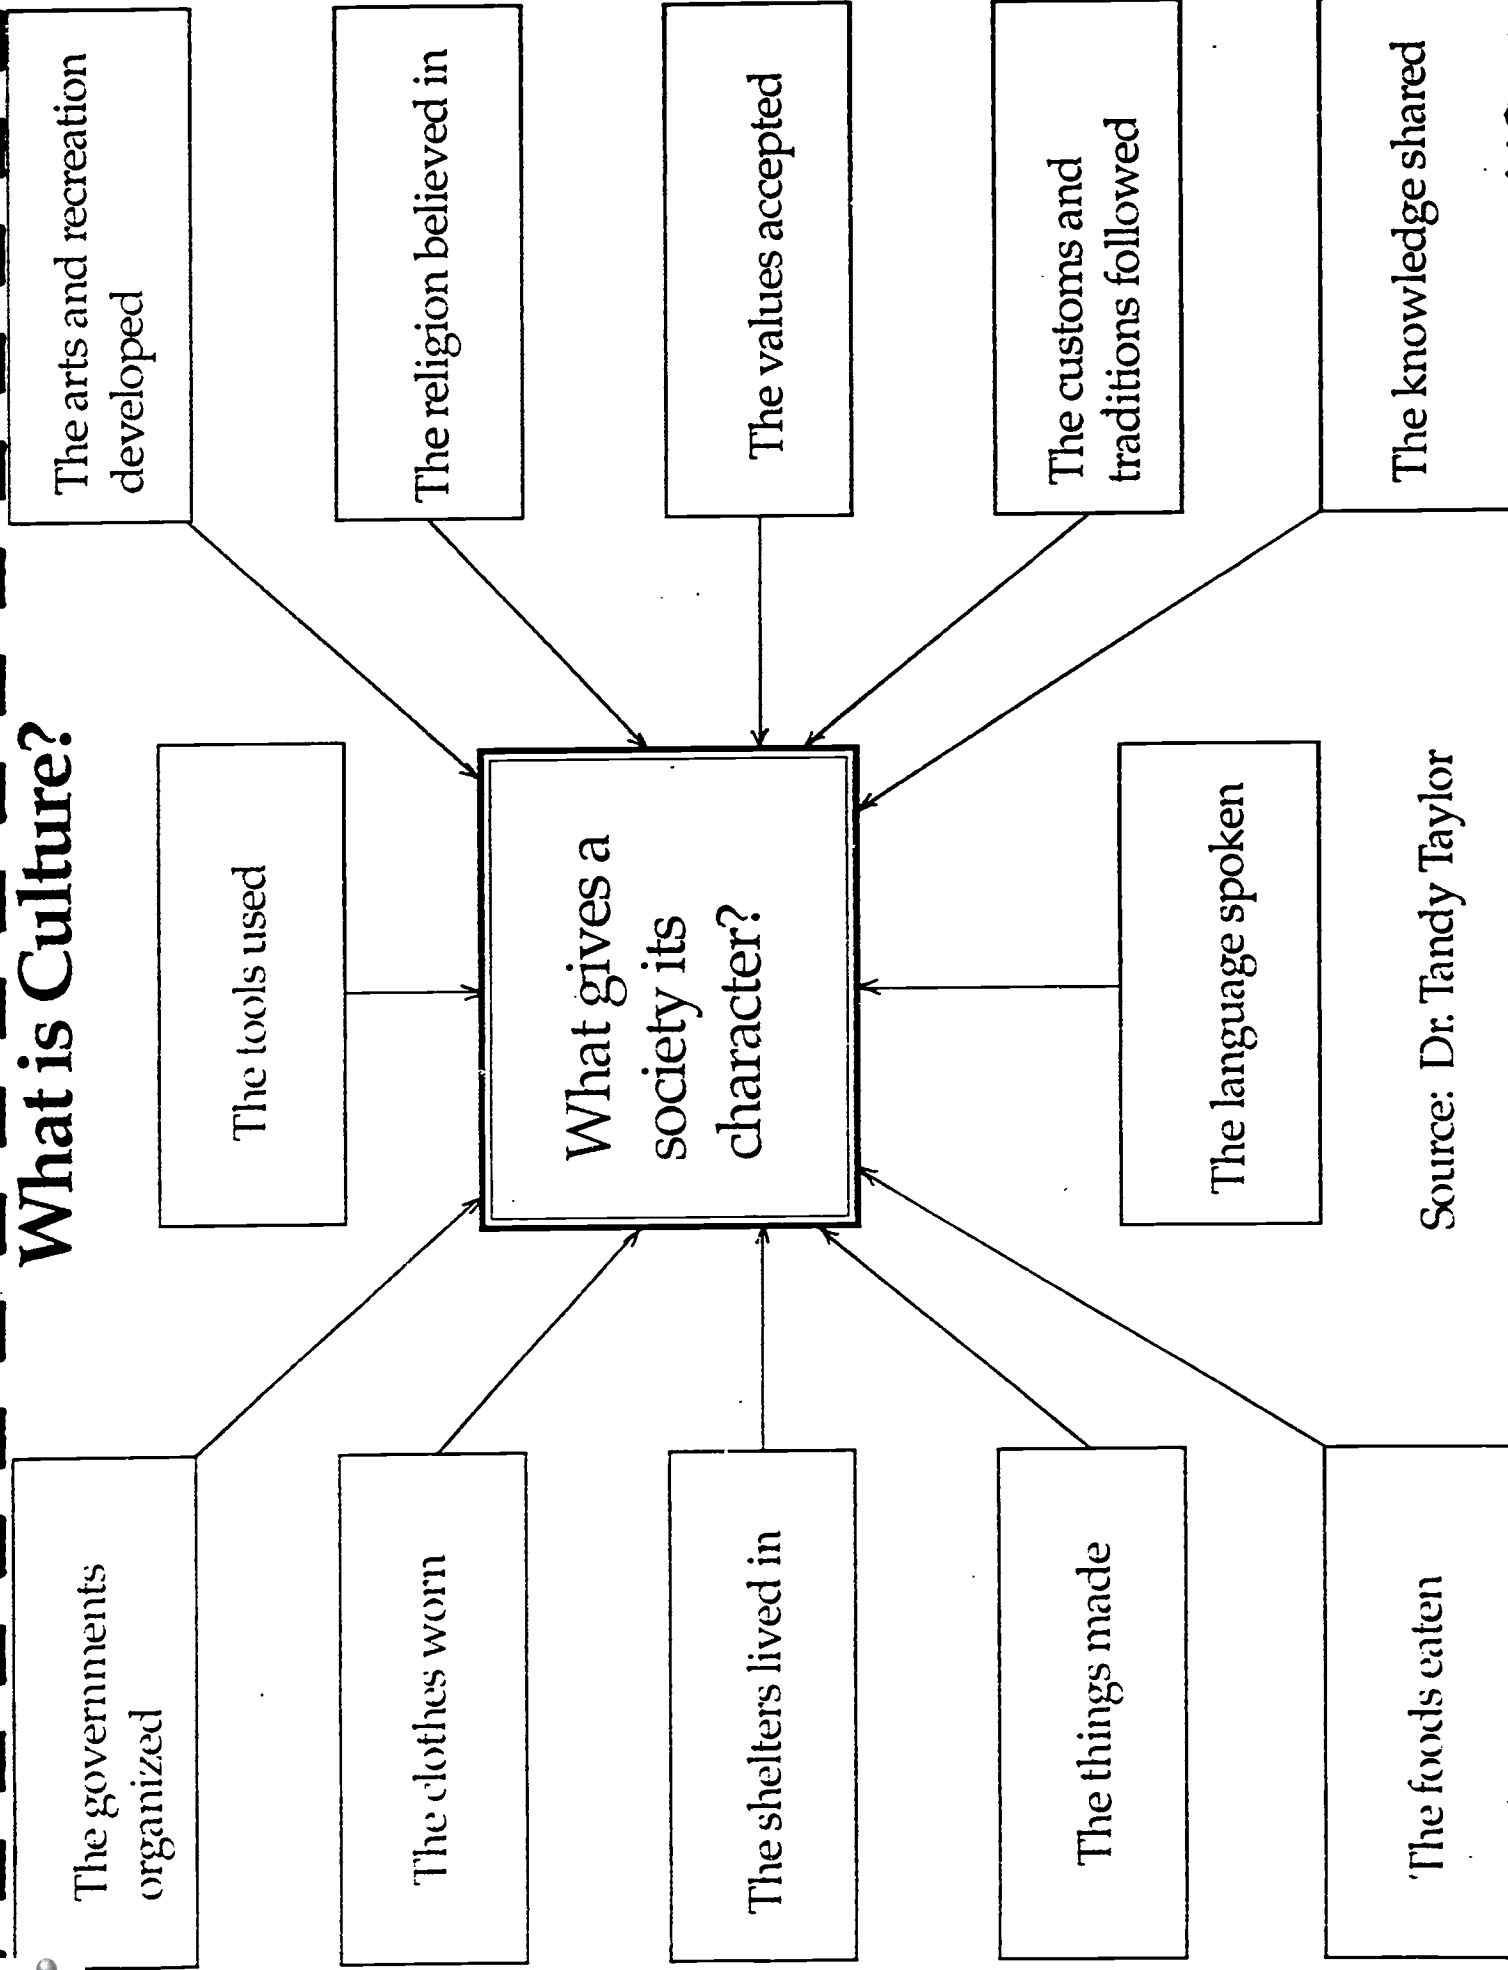 What is Culture?
The governments
organized
The tools used
The arts and recreation
developed
The clothes worn
The religion believed in
What gives a
society its
character?
The shelters lived in
The values accepted
The things made
The customs and
traditions followed
The language spoken
The foods eaten
The knowledge shared
Source: Dr. Tandy Taylor